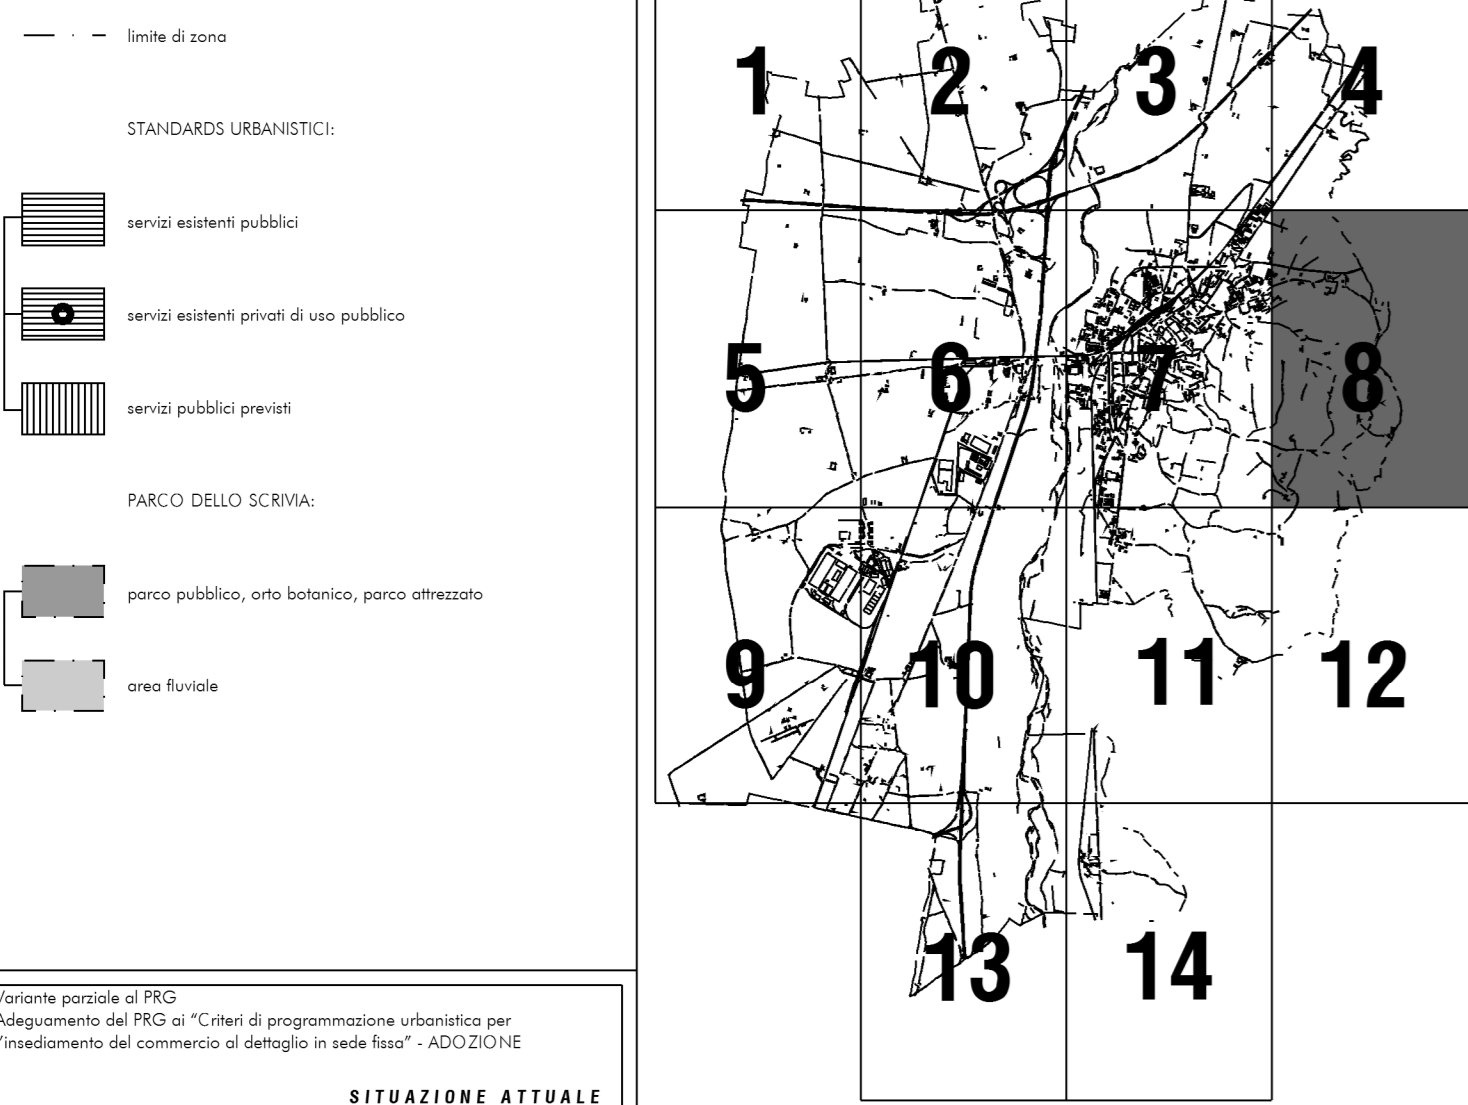 limite di zona
STANDARDS URBANISTICI:
servizi esistenti pubblici
servizi esistenti privati di uso pubblico
servizi pubblici previsti
PARCO DELLO SCRIVIA:
parco pubblico, orto botanico, parco attrezzato
area fluviale
Variante parziale al PRG
Adeguamento del PRG ai “Criteri di programmazione urbanistica per
l’insediamento del commercio al dettaglio in sede fissa” - ADOZIONE
SITUAZIONE ATTUALE
1 2 3 4
5 6 7 8
9 10 11 12
13 14